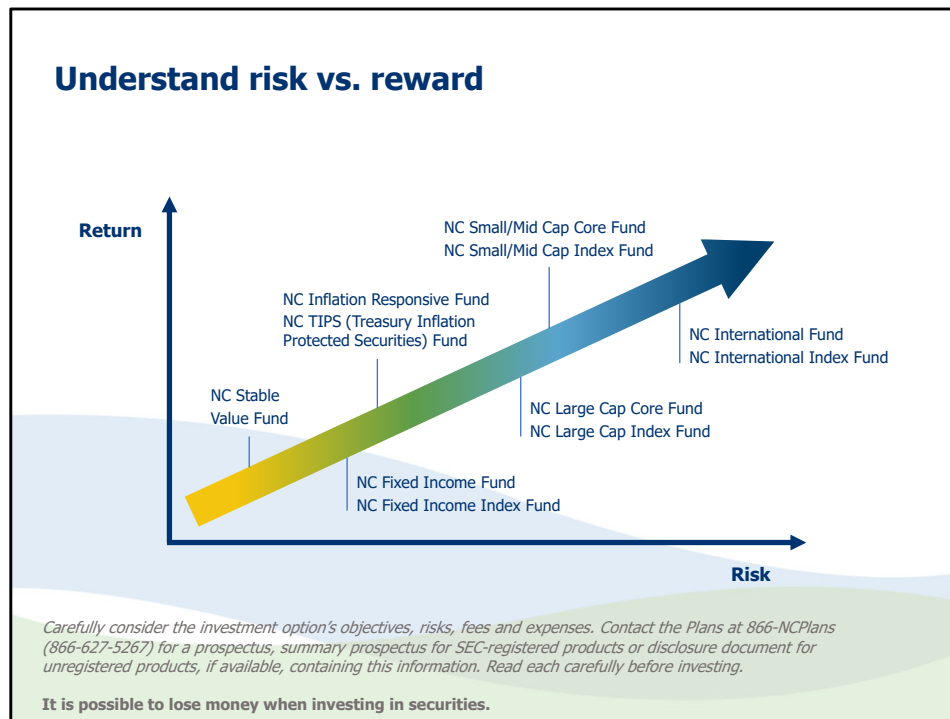 Understand risk vs. reward
Return
NC Small/Mid Cap Core Fund
NC Small/Mid Cap Index Fund
NC Inflation Responsive Fund
NC TIPS (Treasury Inflation
Protected Securities) Fund
NC International Fund
NC International Index Fund
NC Stable
Value Fund
NC Large Cap Core Fund
NC Large Cap Index Fund
NC Fixed Income Fund
NC Fixed Income Index Fund
Risk
Carefully consider the investment option's objectives, risks, fees and expenses. Contact the Plans at 866-NCPlans
(866-627-5267) for a prospectus, summary prospectus for SEC-registered products or disclosure document for
unregistered products, if available, containing this information. Read each carefully before investing.
It is possible to lose money when investing in securities.